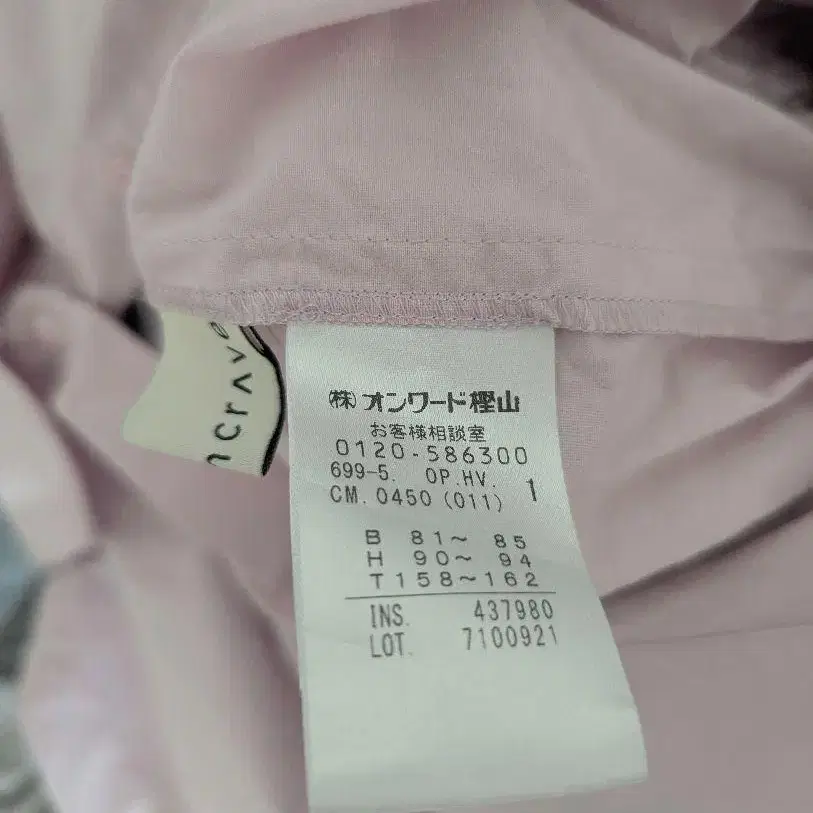 ㈱オンワード樫山
お客様相談室
0120-586300
699-5. OP.HV.
CM.0450(011) 1
B 81～ 85
H 90～ 94
T158～162
INS. 437980
LOT. 7100921